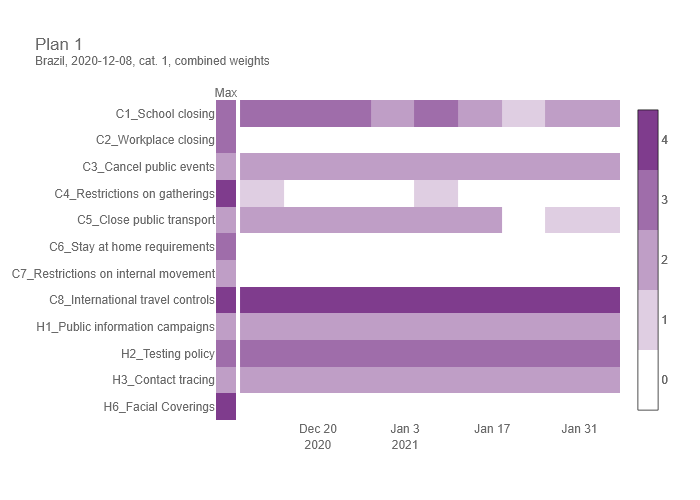 Plan 1
Brazil, 2020-12-08, cat. 1, combined weights
Max
C1_School closing
C2_Workplace closing
C3_Cancel public events
C4_Restrictions on gatherings
C5_Close public transport
C6_Stay at home requirements
C7_Restrictions on internal movement
C8_International travel controls
H1_Public information campaigns
H2_Testing policy
H3_Contact tracing
H6_Facial Coverings
Dec 20 Jan 3 Jan 17 Jan 31
2020 2021
4
3
2
1
0